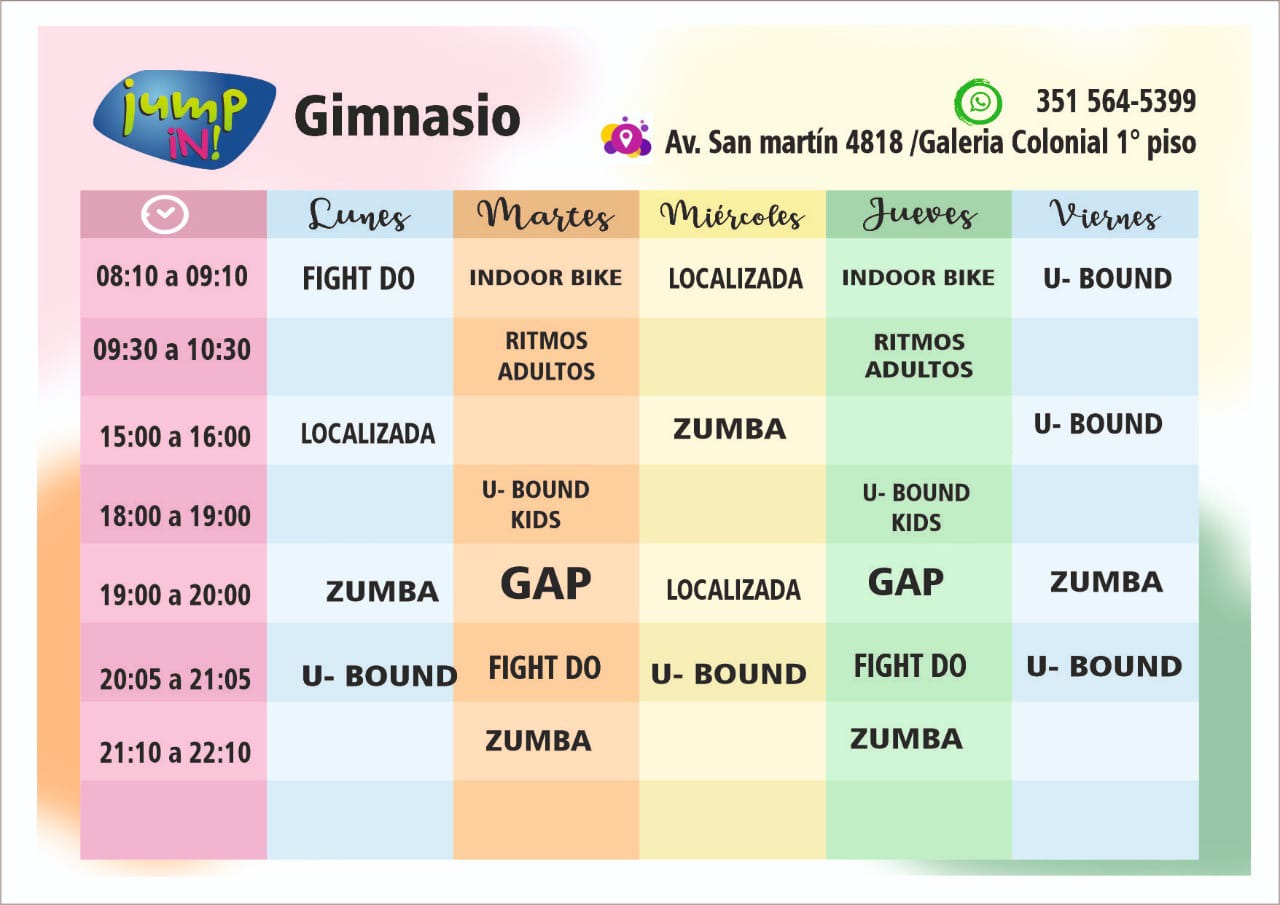 jump
iN!
Gimnasio
351 564-5399
Av. San martín 4818 /Galeria Colonial 1° piso
Lunes Martes Miércoles Jueves Viernes
08:10 a 09:10 FIGHT DO INDOOR BIKE LOCALIZADA INDOOR BIKE U- BOUND
09:30 a 10:30 RITMOS ADULTOS RITMOS ADULTOS
15:00 a 16:00 LOCALIZADA ZUMBA U- BOUND
18:00 a 19:00 U- BOUND KIDS U- BOUND KIDS
19:00 a 20:00 ZUMBA GAP LOCALIZADA GAP ZUMBA
20:05 a 21:05 U- BOUND FIGHT DO U- BOUND FIGHT DO U- BOUND
21:10 a 22:10 ZUMBA ZUMBA